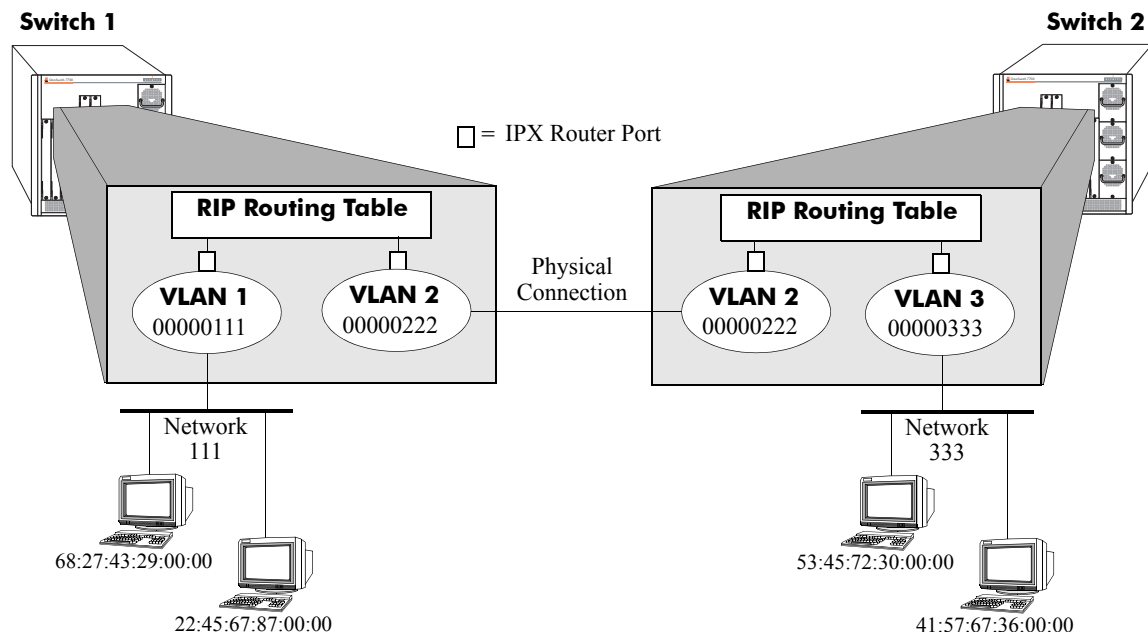 Switch 1
Switch 2
= IPX Router Port
RIP Routing Table
RIP Routing Table
VLAN 1
00000111
VLAN 2
00000222
Physical
Connection
VLAN 2
00000222
VLAN 3
00000333
Network
111
Network
333
68:27:43:29:00:00
22:45:67:87:00:00
53:45:72:30:00:00
41:57:67:36:00:00